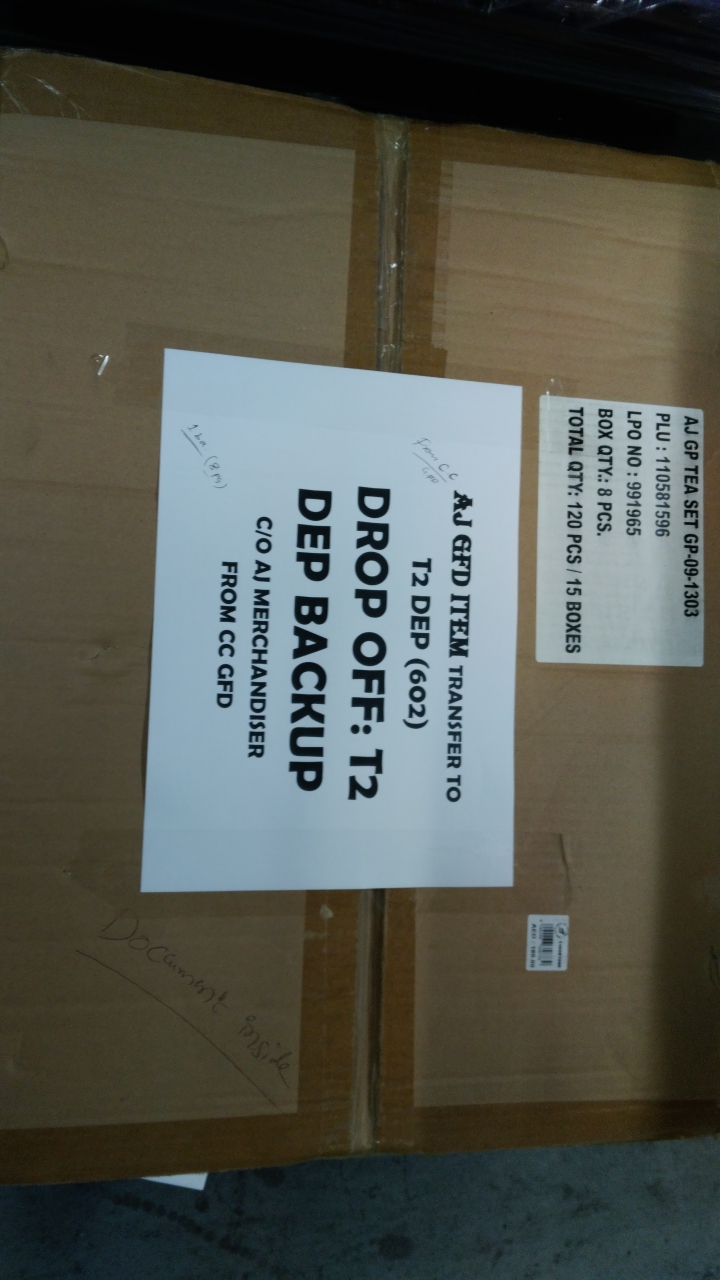 AJ GP TEA SET GP-09-1303
PLU : 110581596
LPO NO : 991965
BOX QTY.: 8 PCS.
TOTAL QTY: 120 PCS / 15 BOXES
From C.C
GFD
AJ GFD ITEM TRANSFER TO
T2 DEP (602)
DROP OFF: T2
DEP BACKUP
C/O AJ MERCHANDISER
FROM CC GFD
Document inside